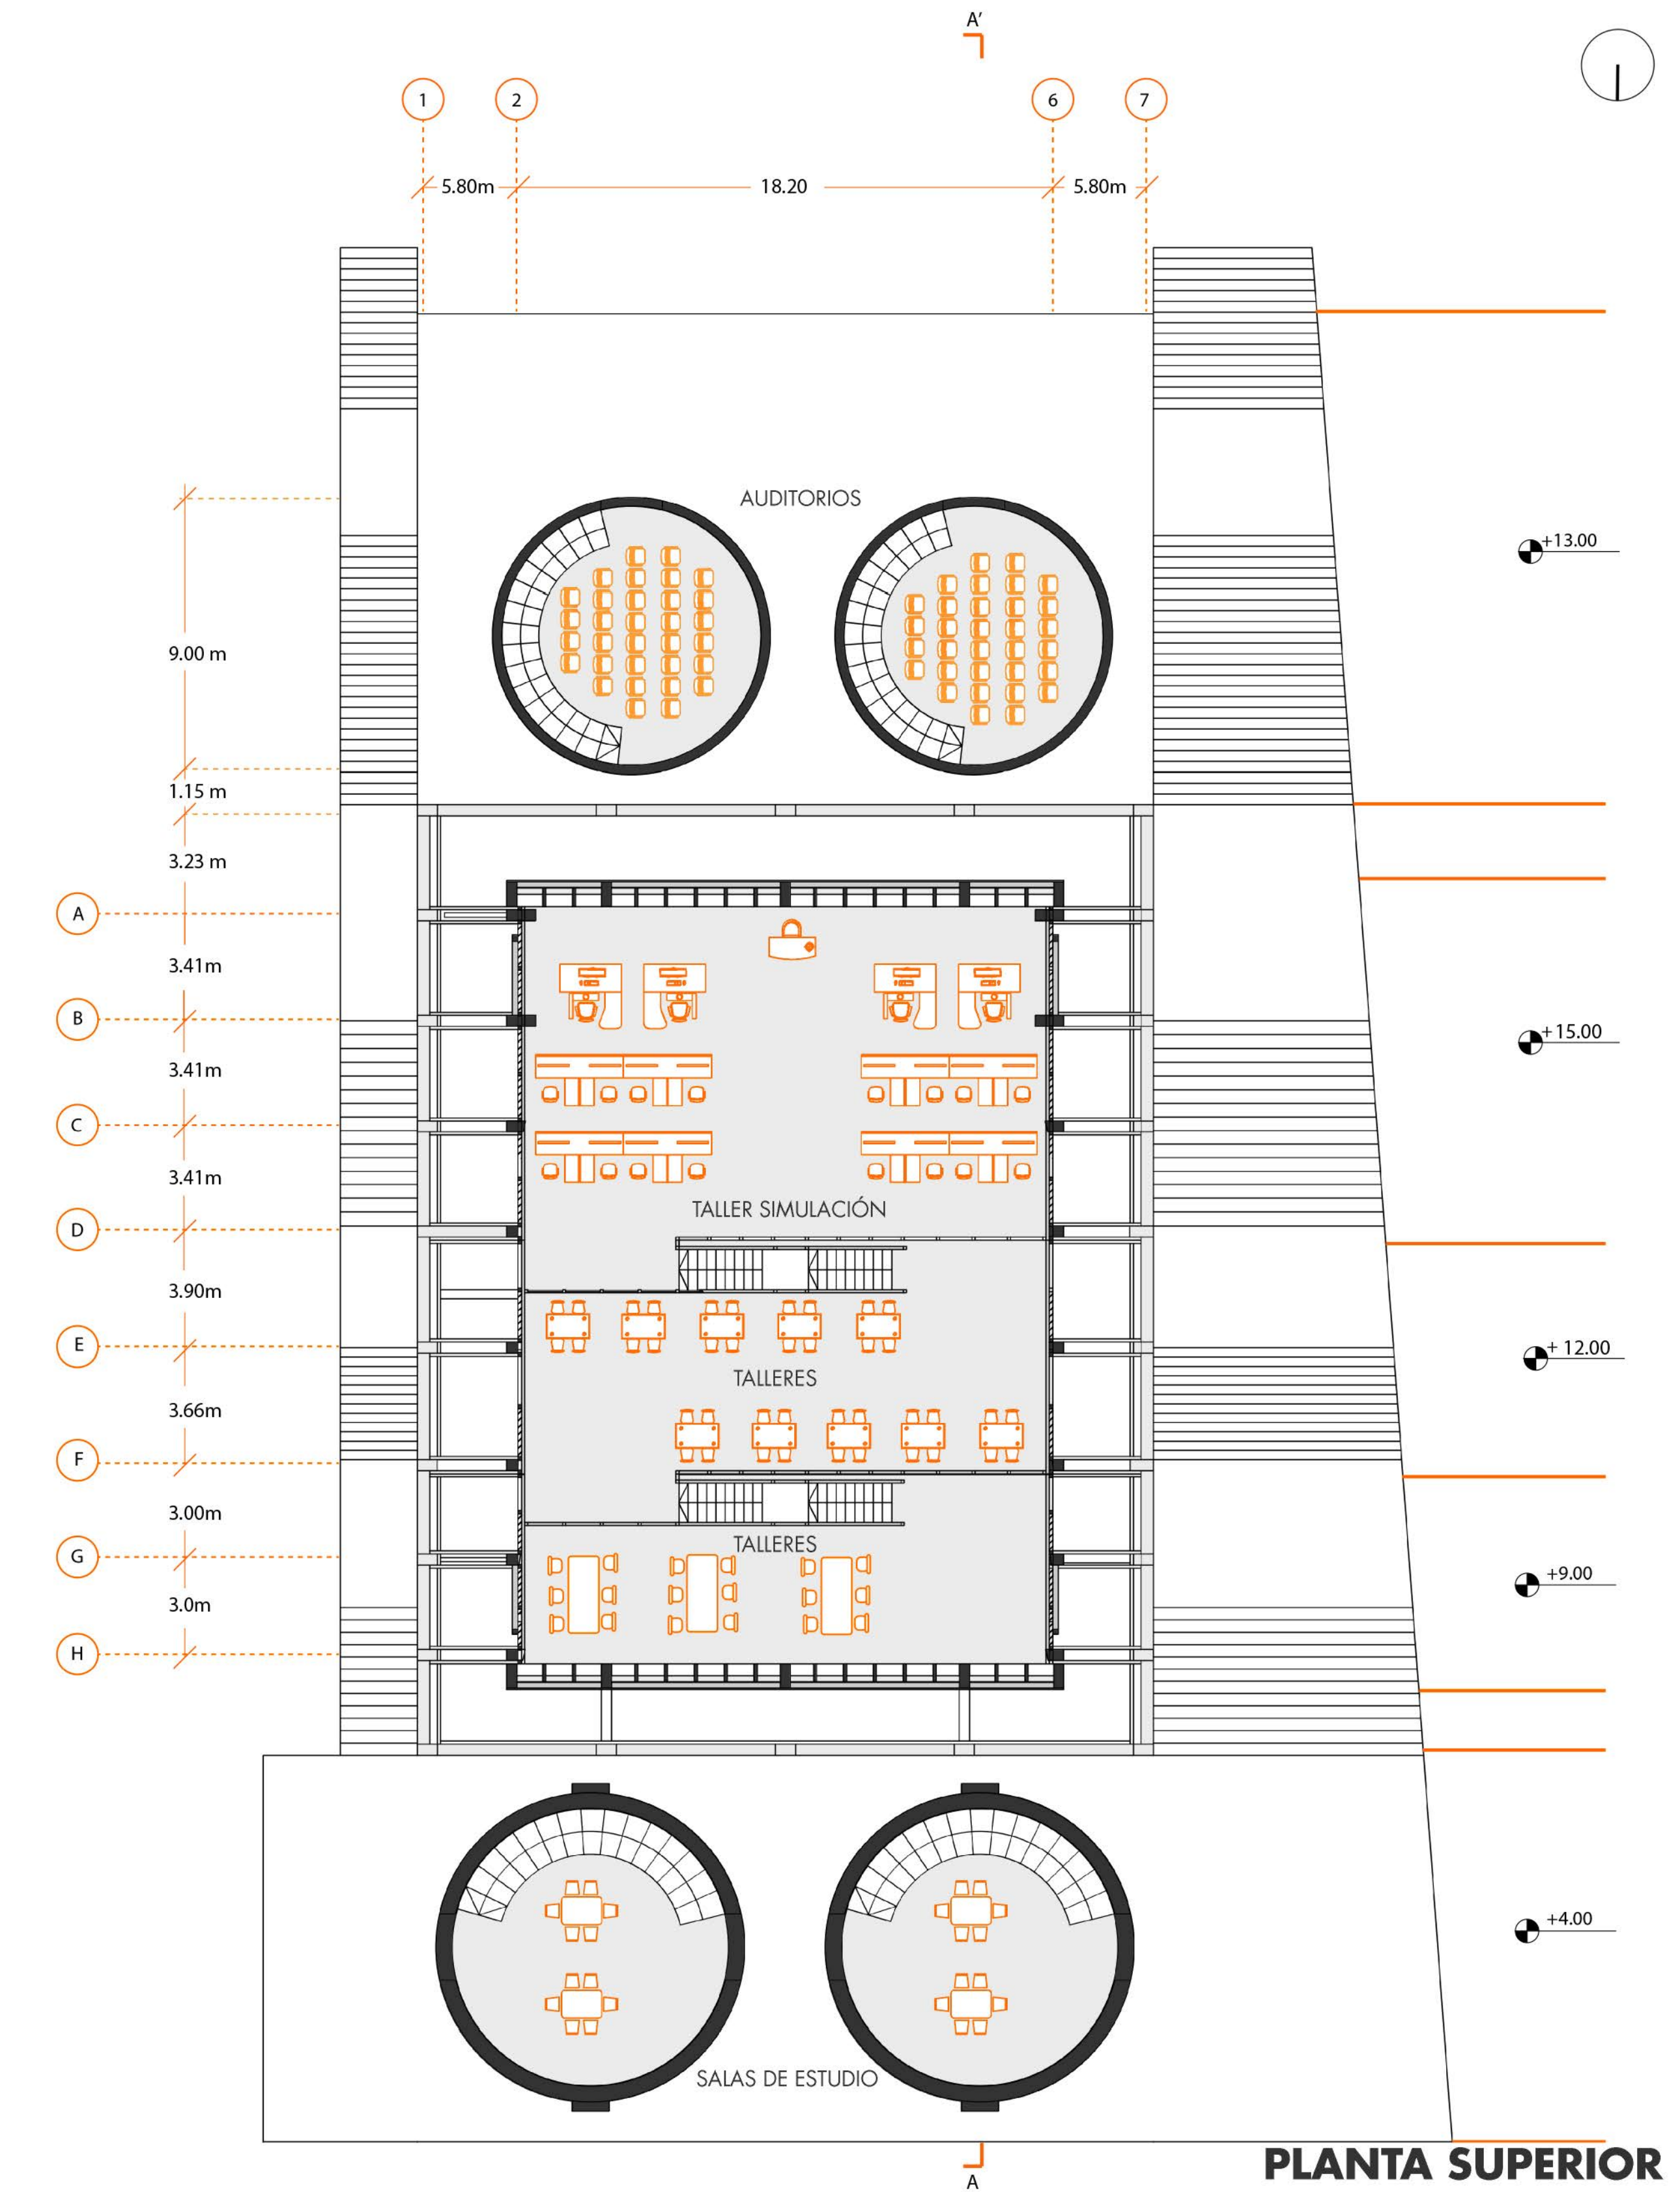 A'
1
2
6
7
5.80m
18.20
5.80m
AUDITORIOS
+13.00
9.00 m
1.15 m
3.23 m
A
3.41m
B
+15.00
3.41m
C
3.41m
TALLER SIMULACIÓN
D
3.90m
E
+ 12.00
TALLERES
3.66m
F
3.00m
TALLERES
G
+9.00
3.0m
H
+4.00
SALAS DE ESTUDIO
PLANTA SUPERIOR
A